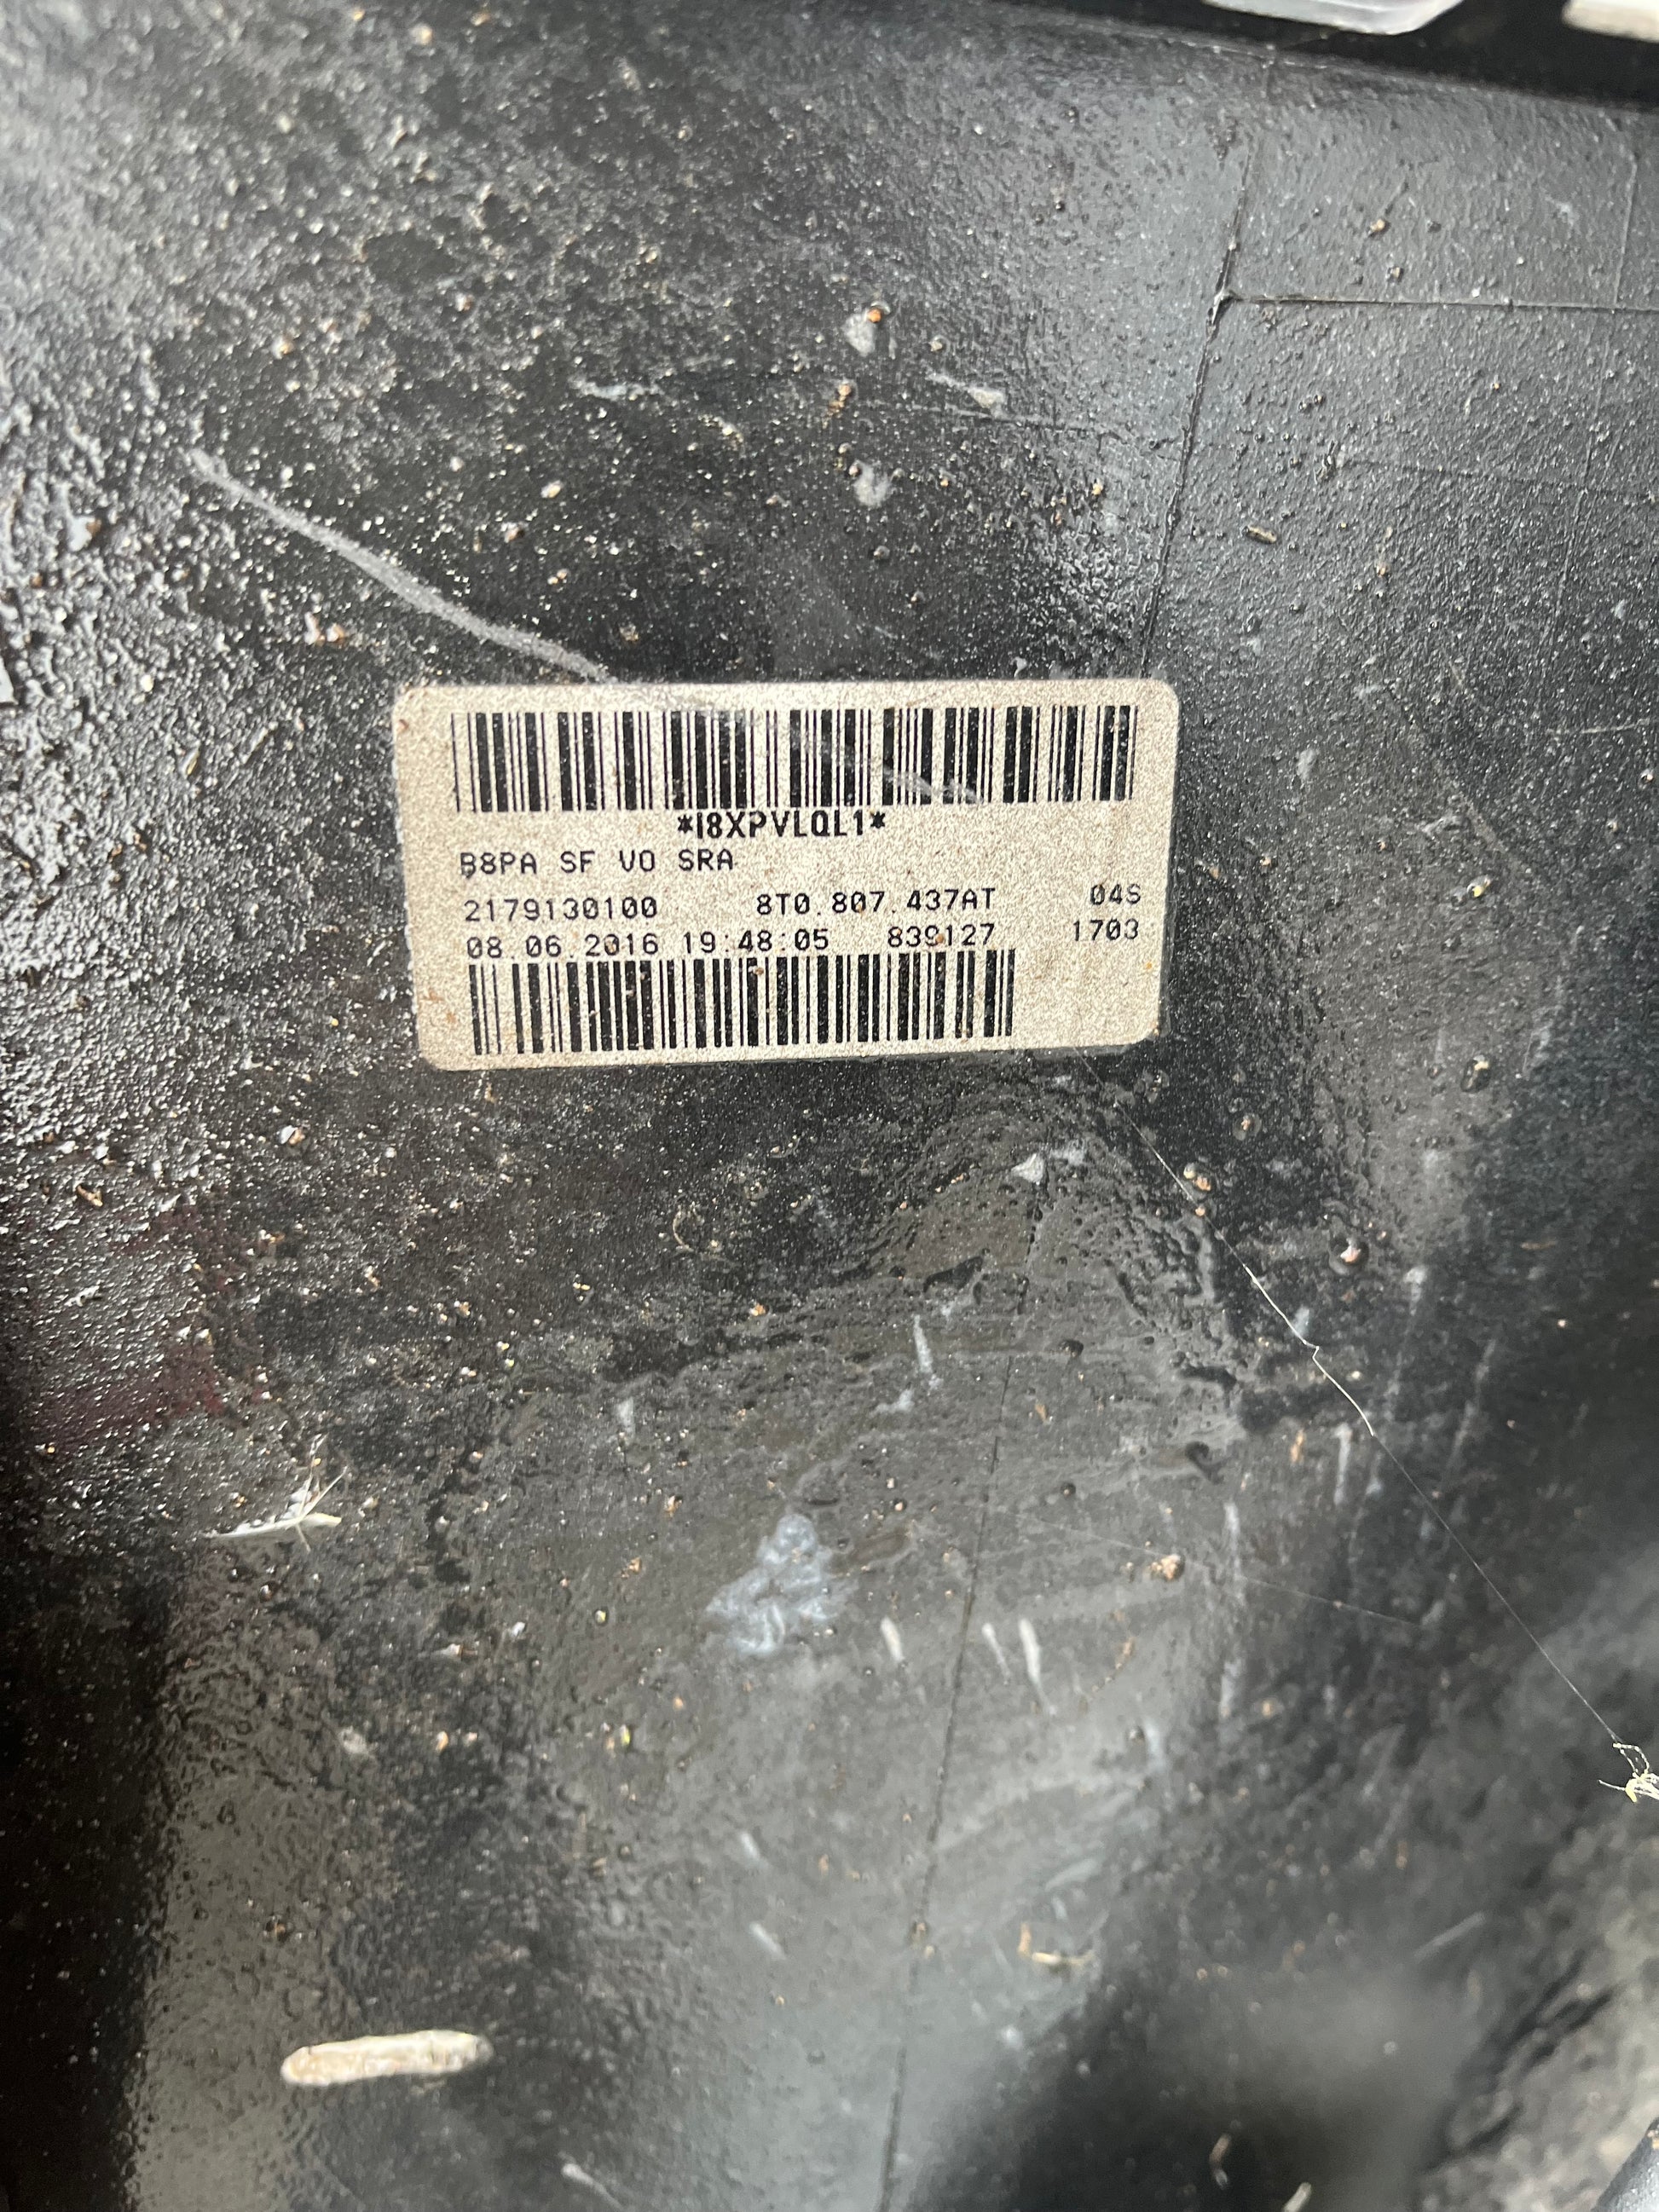 *I8XPVLQL1*
B8PA SF VO SRA
2179130100 8T0.807.437AT 04S
08.06.2016 19:48:05 839127 1703